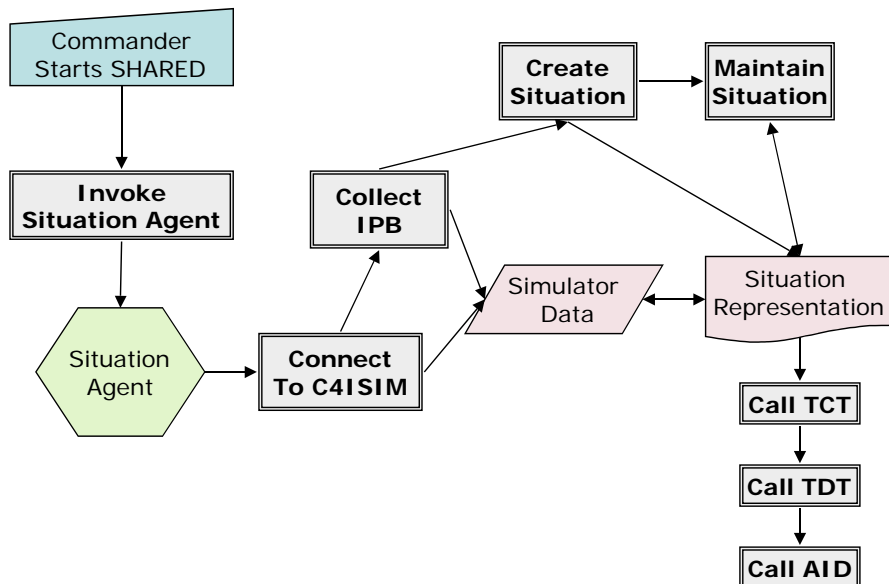 Commander
Starts SHARED
Invoke
Situation Agent
Situation
Agent
Connect
To C4ISIM
Collect
IPB
Create
Situation
Maintain
Situation
Simulator
Data
Situation
Representation
Call TCT
Call TDT
Call AID